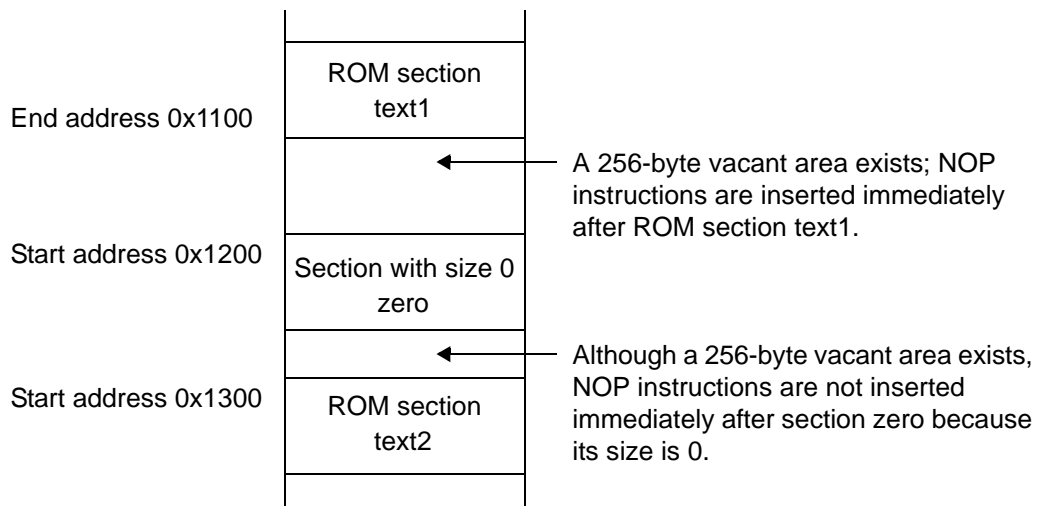 ROM section
text1
End address 0x1100
A 256-byte vacant area exists; NOP
instructions are inserted immediately
after ROM section text1.
Start address 0x1200
Section with size 0
zero
Although a 256-byte vacant area exists,
NOP instructions are not inserted
immediately after section zero because
its size is 0.
Start address 0x1300
ROM section
text2